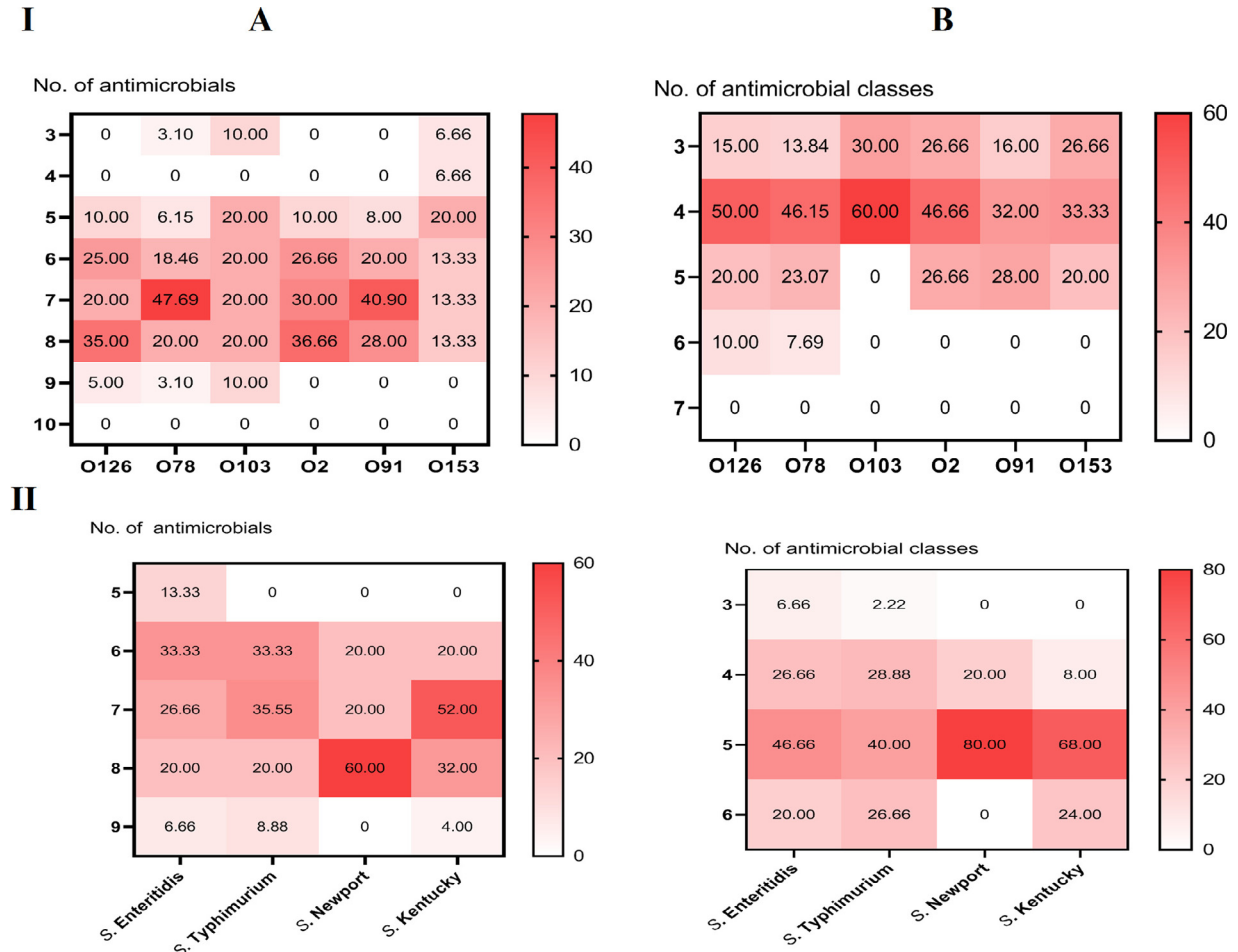 I A B
No. of antimicrobials
3 0 3.10 10.00 0 0 6.66
4 0 0 0 0 0 6.66
5 10.00 6.15 20.00 10.00 8.00 20.00
6 25.00 18.46 20.00 26.66 20.00 13.33
7 20.00 47.69 20.00 30.00 40.90 13.33
8 35.00 20.00 20.00 36.66 28.00 13.33
9 5.00 3.10 10.00 0 0 0
10 0 0 0 0 0 0
O126 O78 O103 O2 O91 O153
40
30
20
10
0
No. of antimicrobial classes
3 15.00 13.84 30.00 26.66 16.00 26.66
4 50.00 46.15 60.00 46.66 32.00 33.33
5 20.00 23.07 0 26.66 28.00 20.00
6 10.00 7.69 0 0 0 0
7 0 0 0 0 0 0
O126 O78 O103 O2 O91 O153
60
40
20
0
II
No. of antimicrobials
5 13.33 0 0 0
6 33.33 33.33 20.00 20.00
7 26.66 35.55 20.00 52.00
8 20.00 20.00 60.00 32.00
9 6.66 8.88 0 4.00
S. Enteritidis S. Typhimurium S. Newport S. Kentucky
60
40
20
0
No. of antimicrobial classes
3 6.66 2.22 0 0
4 26.66 28.88 20.00 8.00
5 46.66 40.00 80.00 68.00
6 20.00 26.66 0 24.00
S. Enteritidis S. Typhimurium S. Newport S. Kentucky
80
60
40
20
0